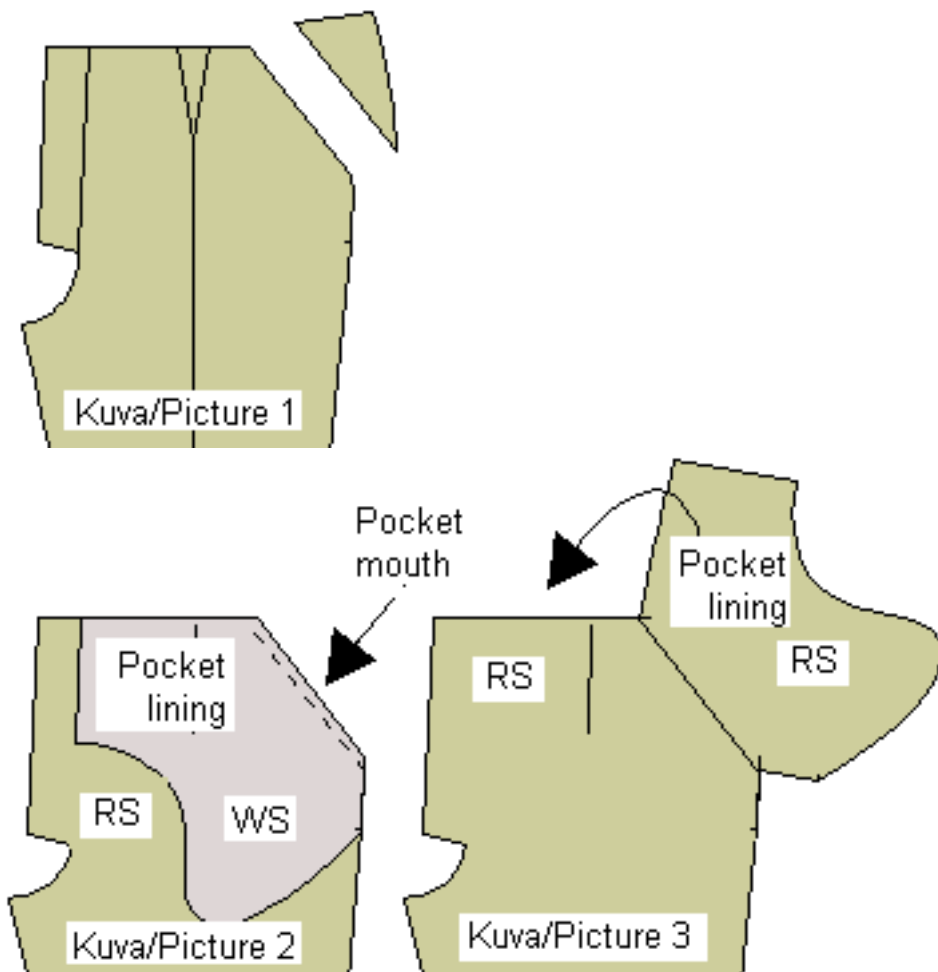 Kuva/Picture 1
Pocket
mouth
Pocket
lining
RS
WS
Kuva/Picture 2
Pocket
lining
RS
RS
Kuva/Picture 3